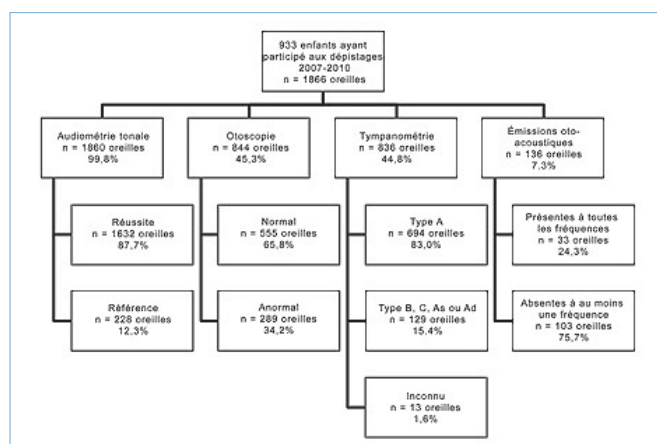 933 enfants ayant
participé aux dépistages
2007-2010
n = 1866 oreilles
Audiométrie tonale
n = 1860 oreilles
99,8%
Otoscopie
n = 844 oreilles
45,3%
Tympanométrie
n = 836 oreilles
44,8%
Émissions oto-
acoustiques
n = 136 oreilles
7,3%
Réussite
n = 1632 oreilles
87,7%
Normal
n = 555 oreilles
65,8%
Type A
n = 694 oreilles
83,0%
Présentes à toutes
les fréquences
n = 33 oreilles
24,3%
Référence
n = 228 oreilles
12,3%
Anormal
n = 289 oreilles
34,2%
Type B, C, As ou Ad
n = 129 oreilles
15,4%
Absentes à au moins
une fréquence
n = 103 oreilles
75,7%
Inconnu
n = 13 oreilles
1,6%